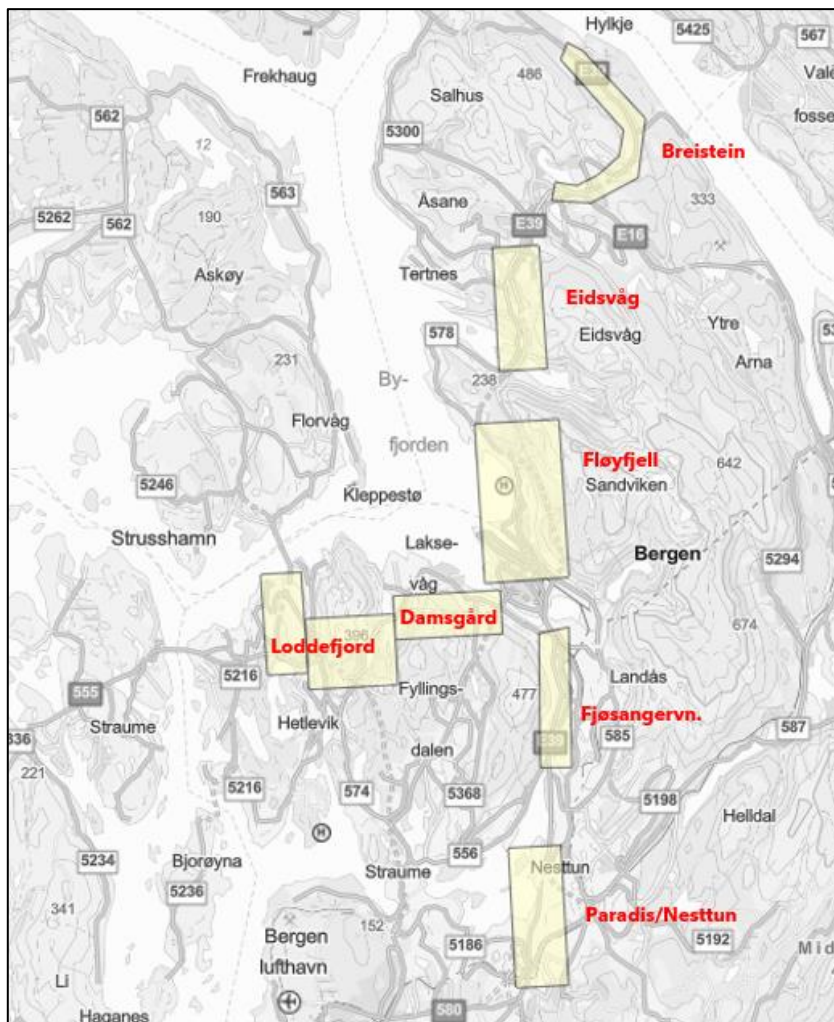 Hylkje
5425
567
Frekhaug
486
Salhus
562
5300
12
563
Breistein
5262
562
190
Åsane
333
E39
E16
Askøy
Tertnes
Eidsvåg
578
Eidsvåg
Ytre
Arna
231
238
By-
fjorden
Florvåg
Fløyfjell
642
5246
Kleppestø
Sandviken
Strusshamn
Lakse-
våg
Bergen
5294
Damsgård
674
396
Loddefjord
5216
Landås
555
Straume
Fyllings-
dalen
477
Fjøsangervn.
Hetlevik
585
587
336
221
5216
574
5368
5198
Helldal
Bjorøyna
556
5234
5236
Straume
Nesttun
341
152
Paradis/Nesttun
5186
5192
Bergen
lufthavn
Li
580
Haganes